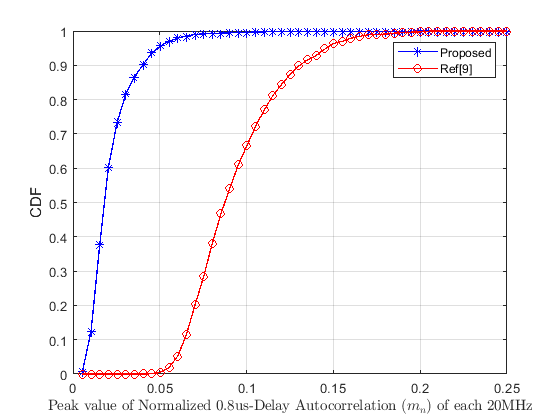 1
0.9
0.8
0.7
0.6
0.5
0.4
0.3
0.2
0.1
0
CDF
Proposed
Ref[9]
0 0.05 0.1 0.15 0.2 0.25
Peak value of Normalized 0.8us-Delay Autocorrelation (mₙ) of each 20MHz